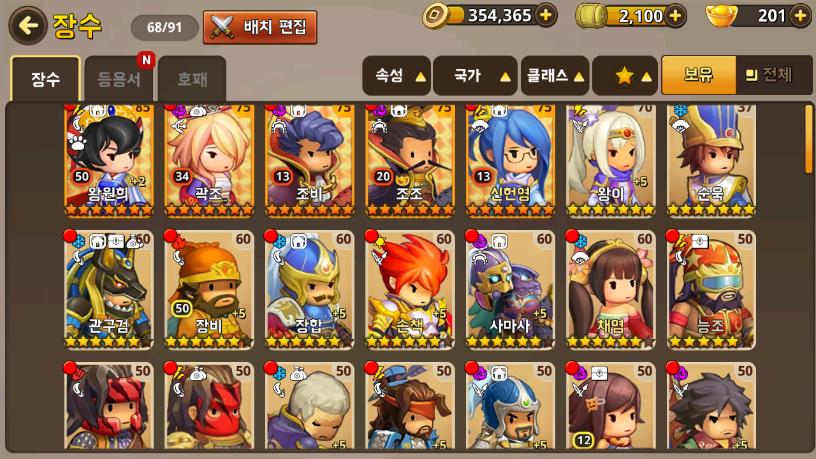 장수
68/91
배치 편집
354,365
2,100
201
장수
등용서
N
호패
속성
국가
클래스
보유
전체
85 75 75 75 75 70 37
50 34 13 20 13
+2 +5
왕원희 곽조 조비 조조 신헌영 왕이 순욱
60 60 60 60 60 60 50
50
+5 +5 +5 +5
관구검 장비 장합 손책 사마사 채염 능조
50 50 50 50 50 50 50
12
+5 +5 +5 +5